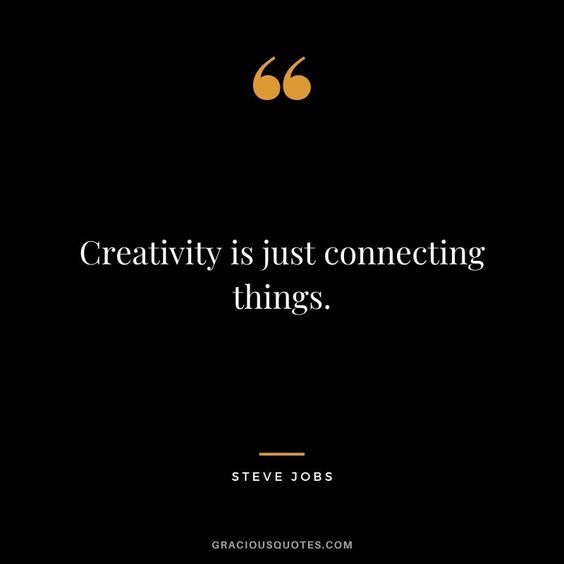 “
Creativity is just connecting
things.
STEVE JOBS
GRACIOUSQUOTES.COM